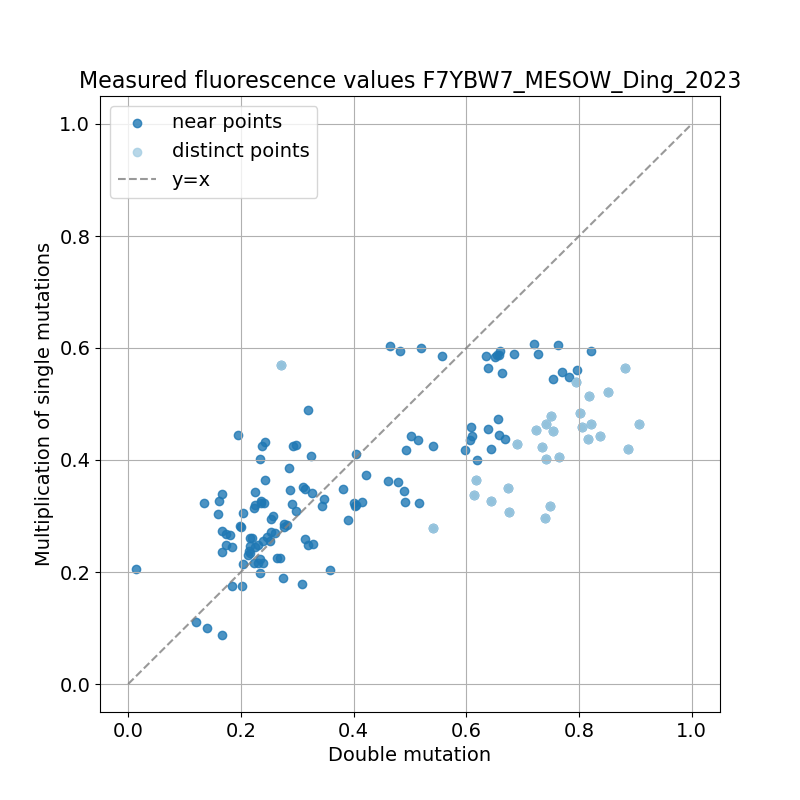 Measured fluorescence values F7YBW7_MESOW_Ding_2023
near points
distinct points
y=x
1.0
0.8
0.6
0.4
0.2
0.0
Multiplication of single mutations
0.0 0.2 0.4 0.6 0.8 1.0
Double mutation